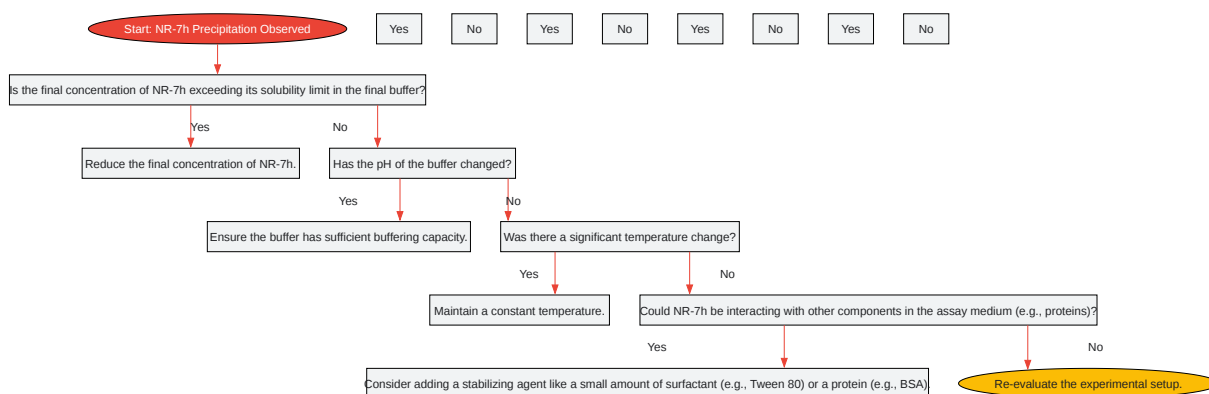 Start: NR-7h Precipitation Observed
Yes
No
Yes
No
Yes
No
Yes
No
Is the final concentration of NR-7h exceeding its solubility limit in the final buffer?
Yes
No
Reduce the final concentration of NR-7h.
Has the pH of the buffer changed?
Yes
No
Ensure the buffer has sufficient buffering capacity.
Was there a significant temperature change?
Yes
No
Maintain a constant temperature.
Could NR-7h be interacting with other components in the assay medium (e.g., proteins)?
Yes
No
Consider adding a stabilizing agent like a small amount of surfactant (e.g., Tween 80) or a protein (e.g., BSA).
Re-evaluate the experimental setup.